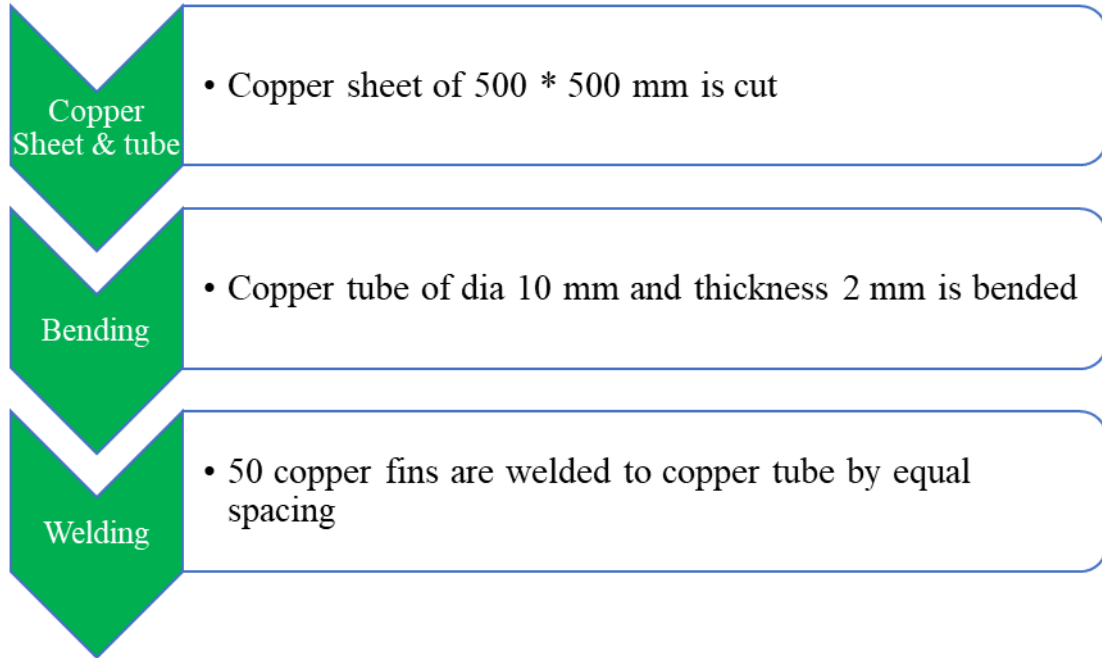 Copper
Sheet & tube
• Copper sheet of 500 * 500 mm is cut
Bending
• Copper tube of dia 10 mm and thickness 2 mm is bended
Welding
• 50 copper fins are welded to copper tube by equal
spacing